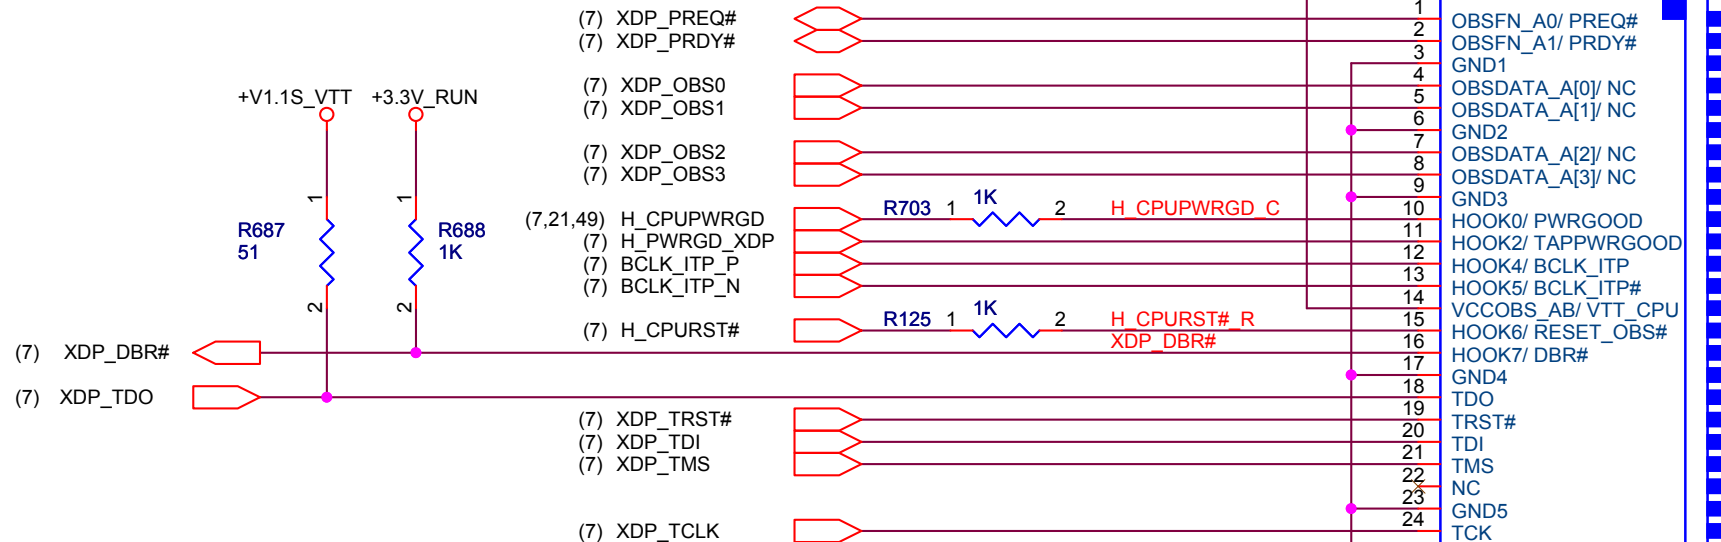 (7) XDP_PREQ# 1 OBSFN_A0/ PREQ#
(7) XDP_PRDY# 2 OBSFN_A1/ PRDY#
3 GND1
(7) XDP_OBS0 4 OBSDATA_A[0]/ NC
+V1.1S_VTT +3.3V_RUN
(7) XDP_OBS1 5 OBSDATA_A[1]/ NC
6 GND2
(7) XDP_OBS2 7 OBSDATA_A[2]/ NC
(7) XDP_OBS3 8 OBSDATA_A[3]/ NC
1 1 9 GND3
(7,21,49) H_CPUPWRGD R703 1 1K 2 H_CPUPWRGD_C 10 HOOK0/ PWRGOOD
R687 R688
51 1K
(7) H_PWRGD_XDP 11 HOOK2/ TAPPWRGOOD
(7) BCLK_ITP_P 12 HOOK4/ BCLK_ITP
(7) BCLK_ITP_N 13 HOOK5/ BCLK_ITP#
2 2 14 VCCOBS_AB/ VTT_CPU
(7) H_CPURST# R125 1 1K 2 H_CPURST#_R 15 HOOK6/ RESET_OBS#
(7) XDP_DBR# XDP_DBR# 16 HOOK7/ DBR#
17 GND4
(7) XDP_TDO 18 TDO
(7) XDP_TRST# 19 TRST#
(7) XDP_TDI 20 TDI
(7) XDP_TMS 21 TMS
22 NC
23 GND5
(7) XDP_TCLK 24 TCK